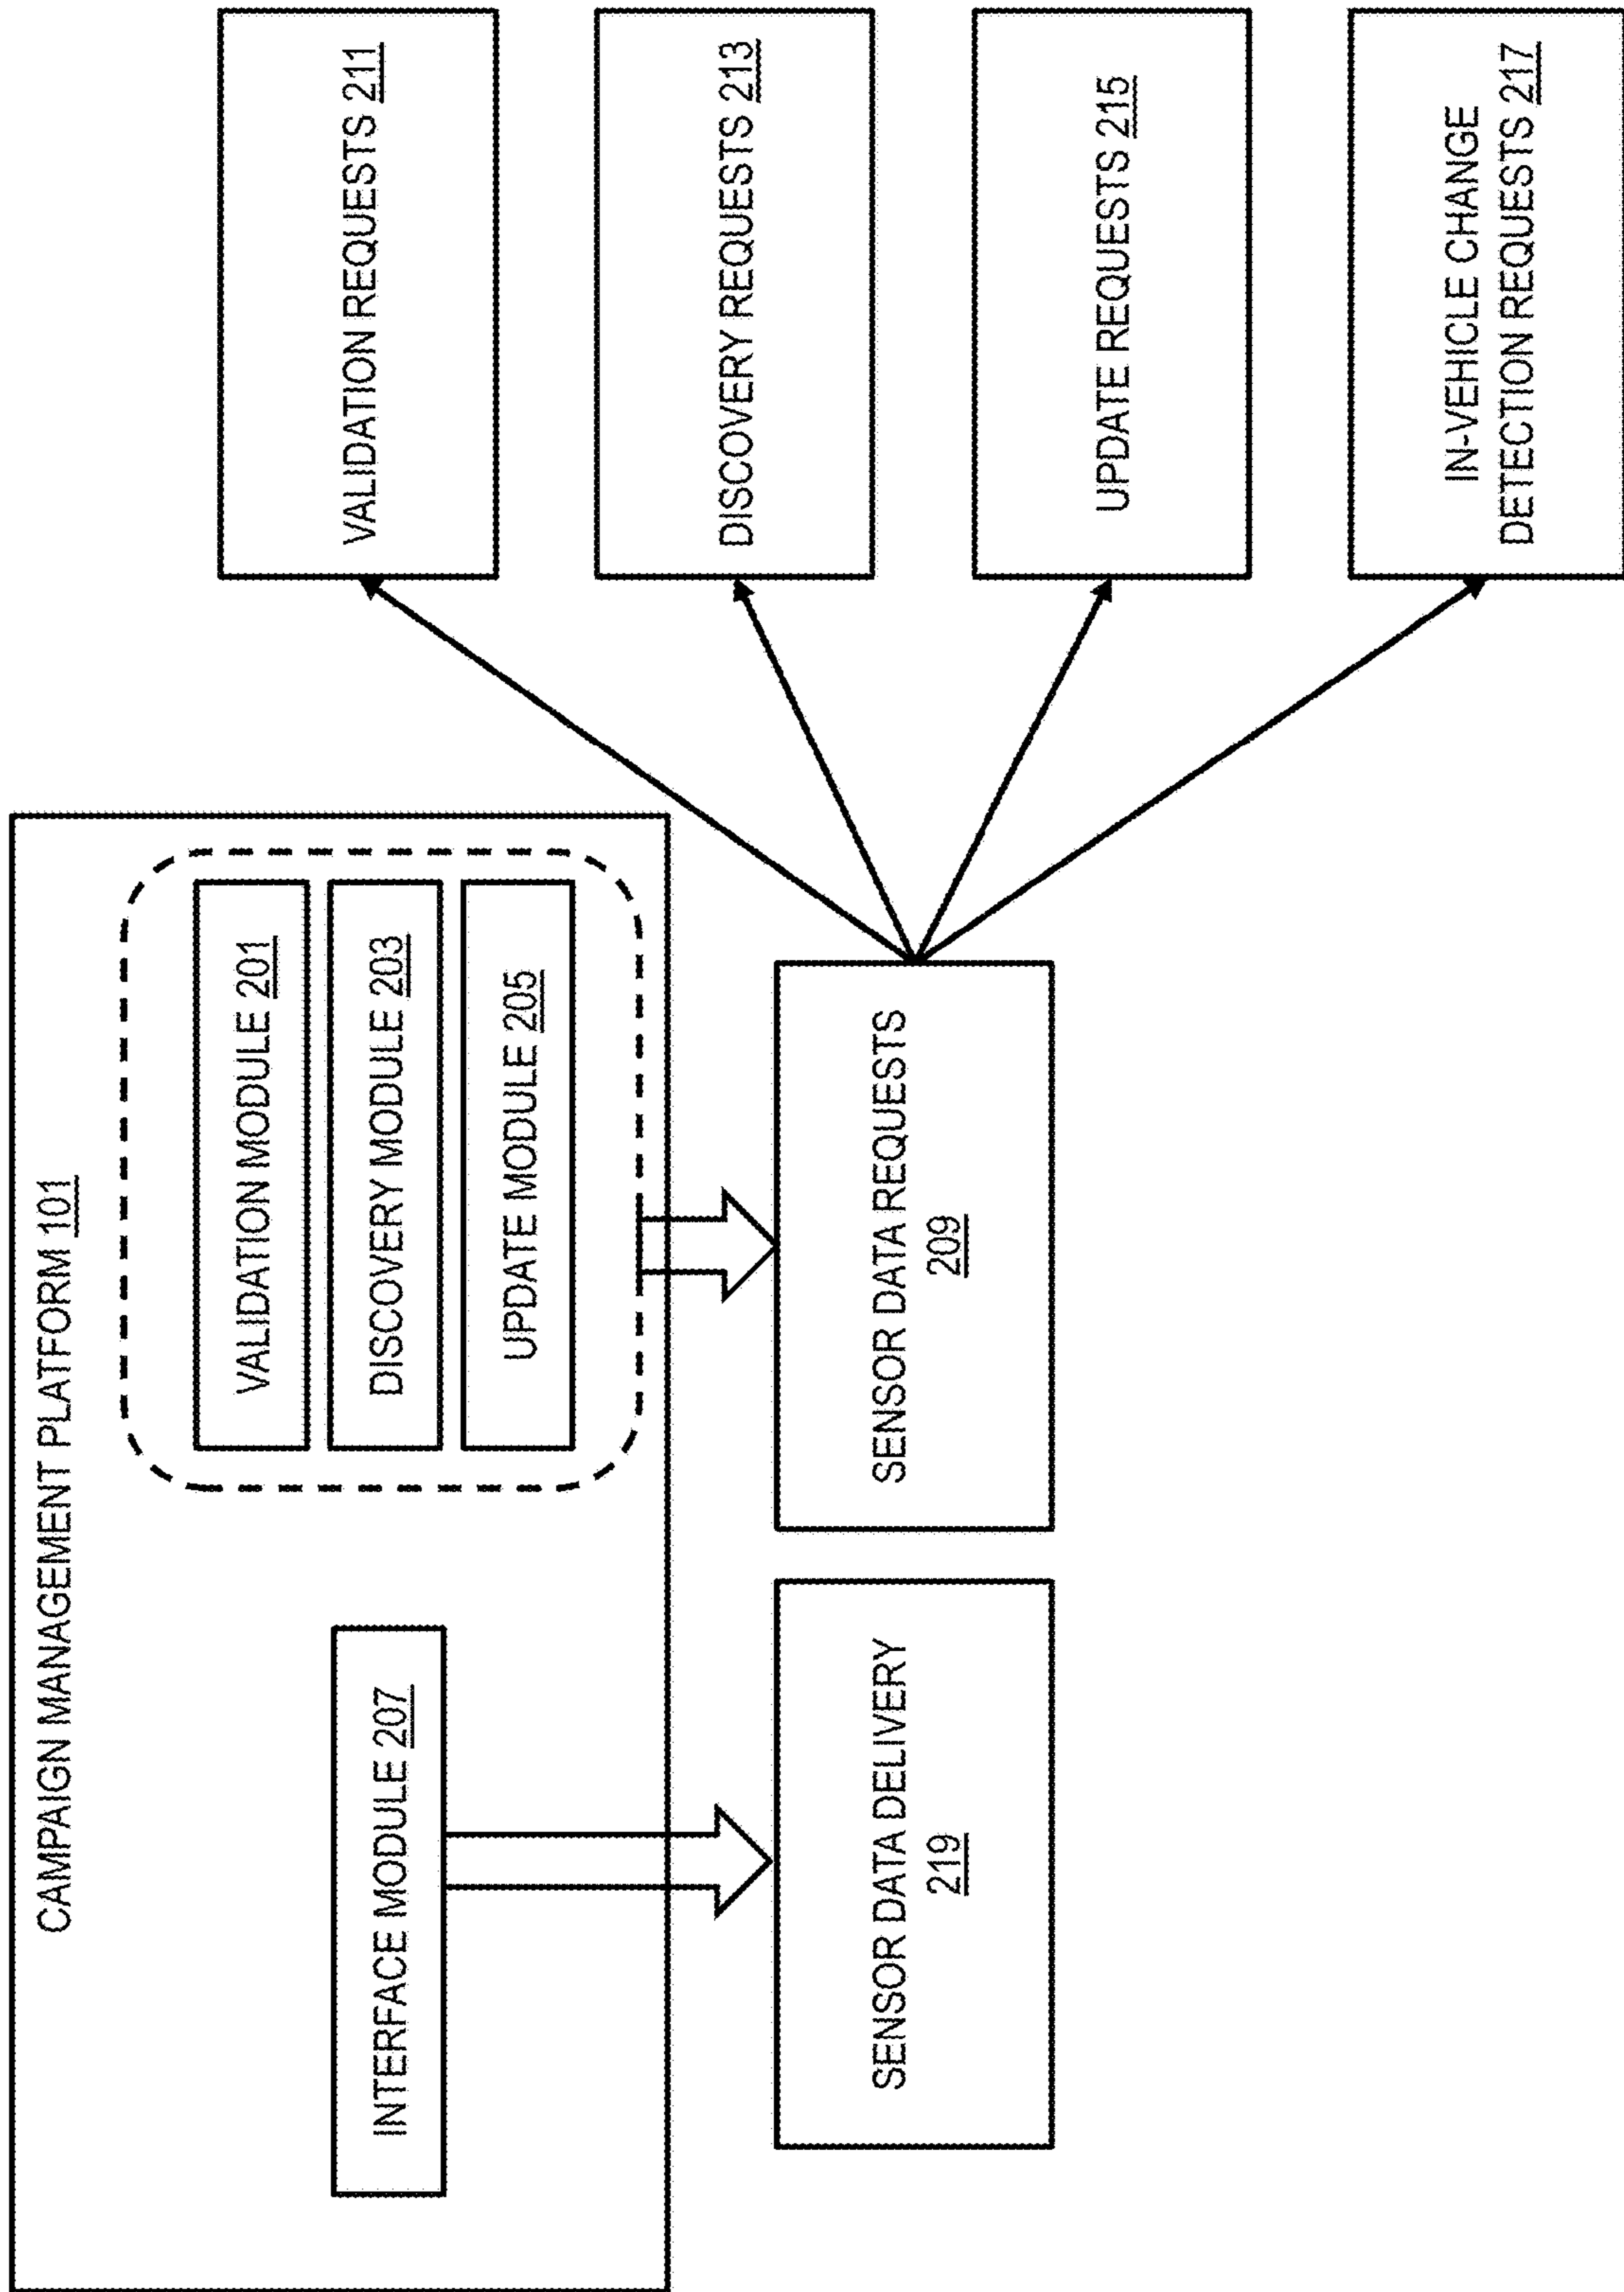 CAMPAIGN MANAGEMENT PLATFORM 101
INTERFACE MODULE 207
VALIDATION MODULE 201
DISCOVERY MODULE 203
UPDATE MODULE 205
SENSOR DATA DELIVERY
219
SENSOR DATA REQUESTS
209
VALIDATION REQUESTS 211
DISCOVERY REQUESTS 213
UPDATE REQUESTS 215
IN-VEHICLE CHANGE
DETECTION REQUESTS 217